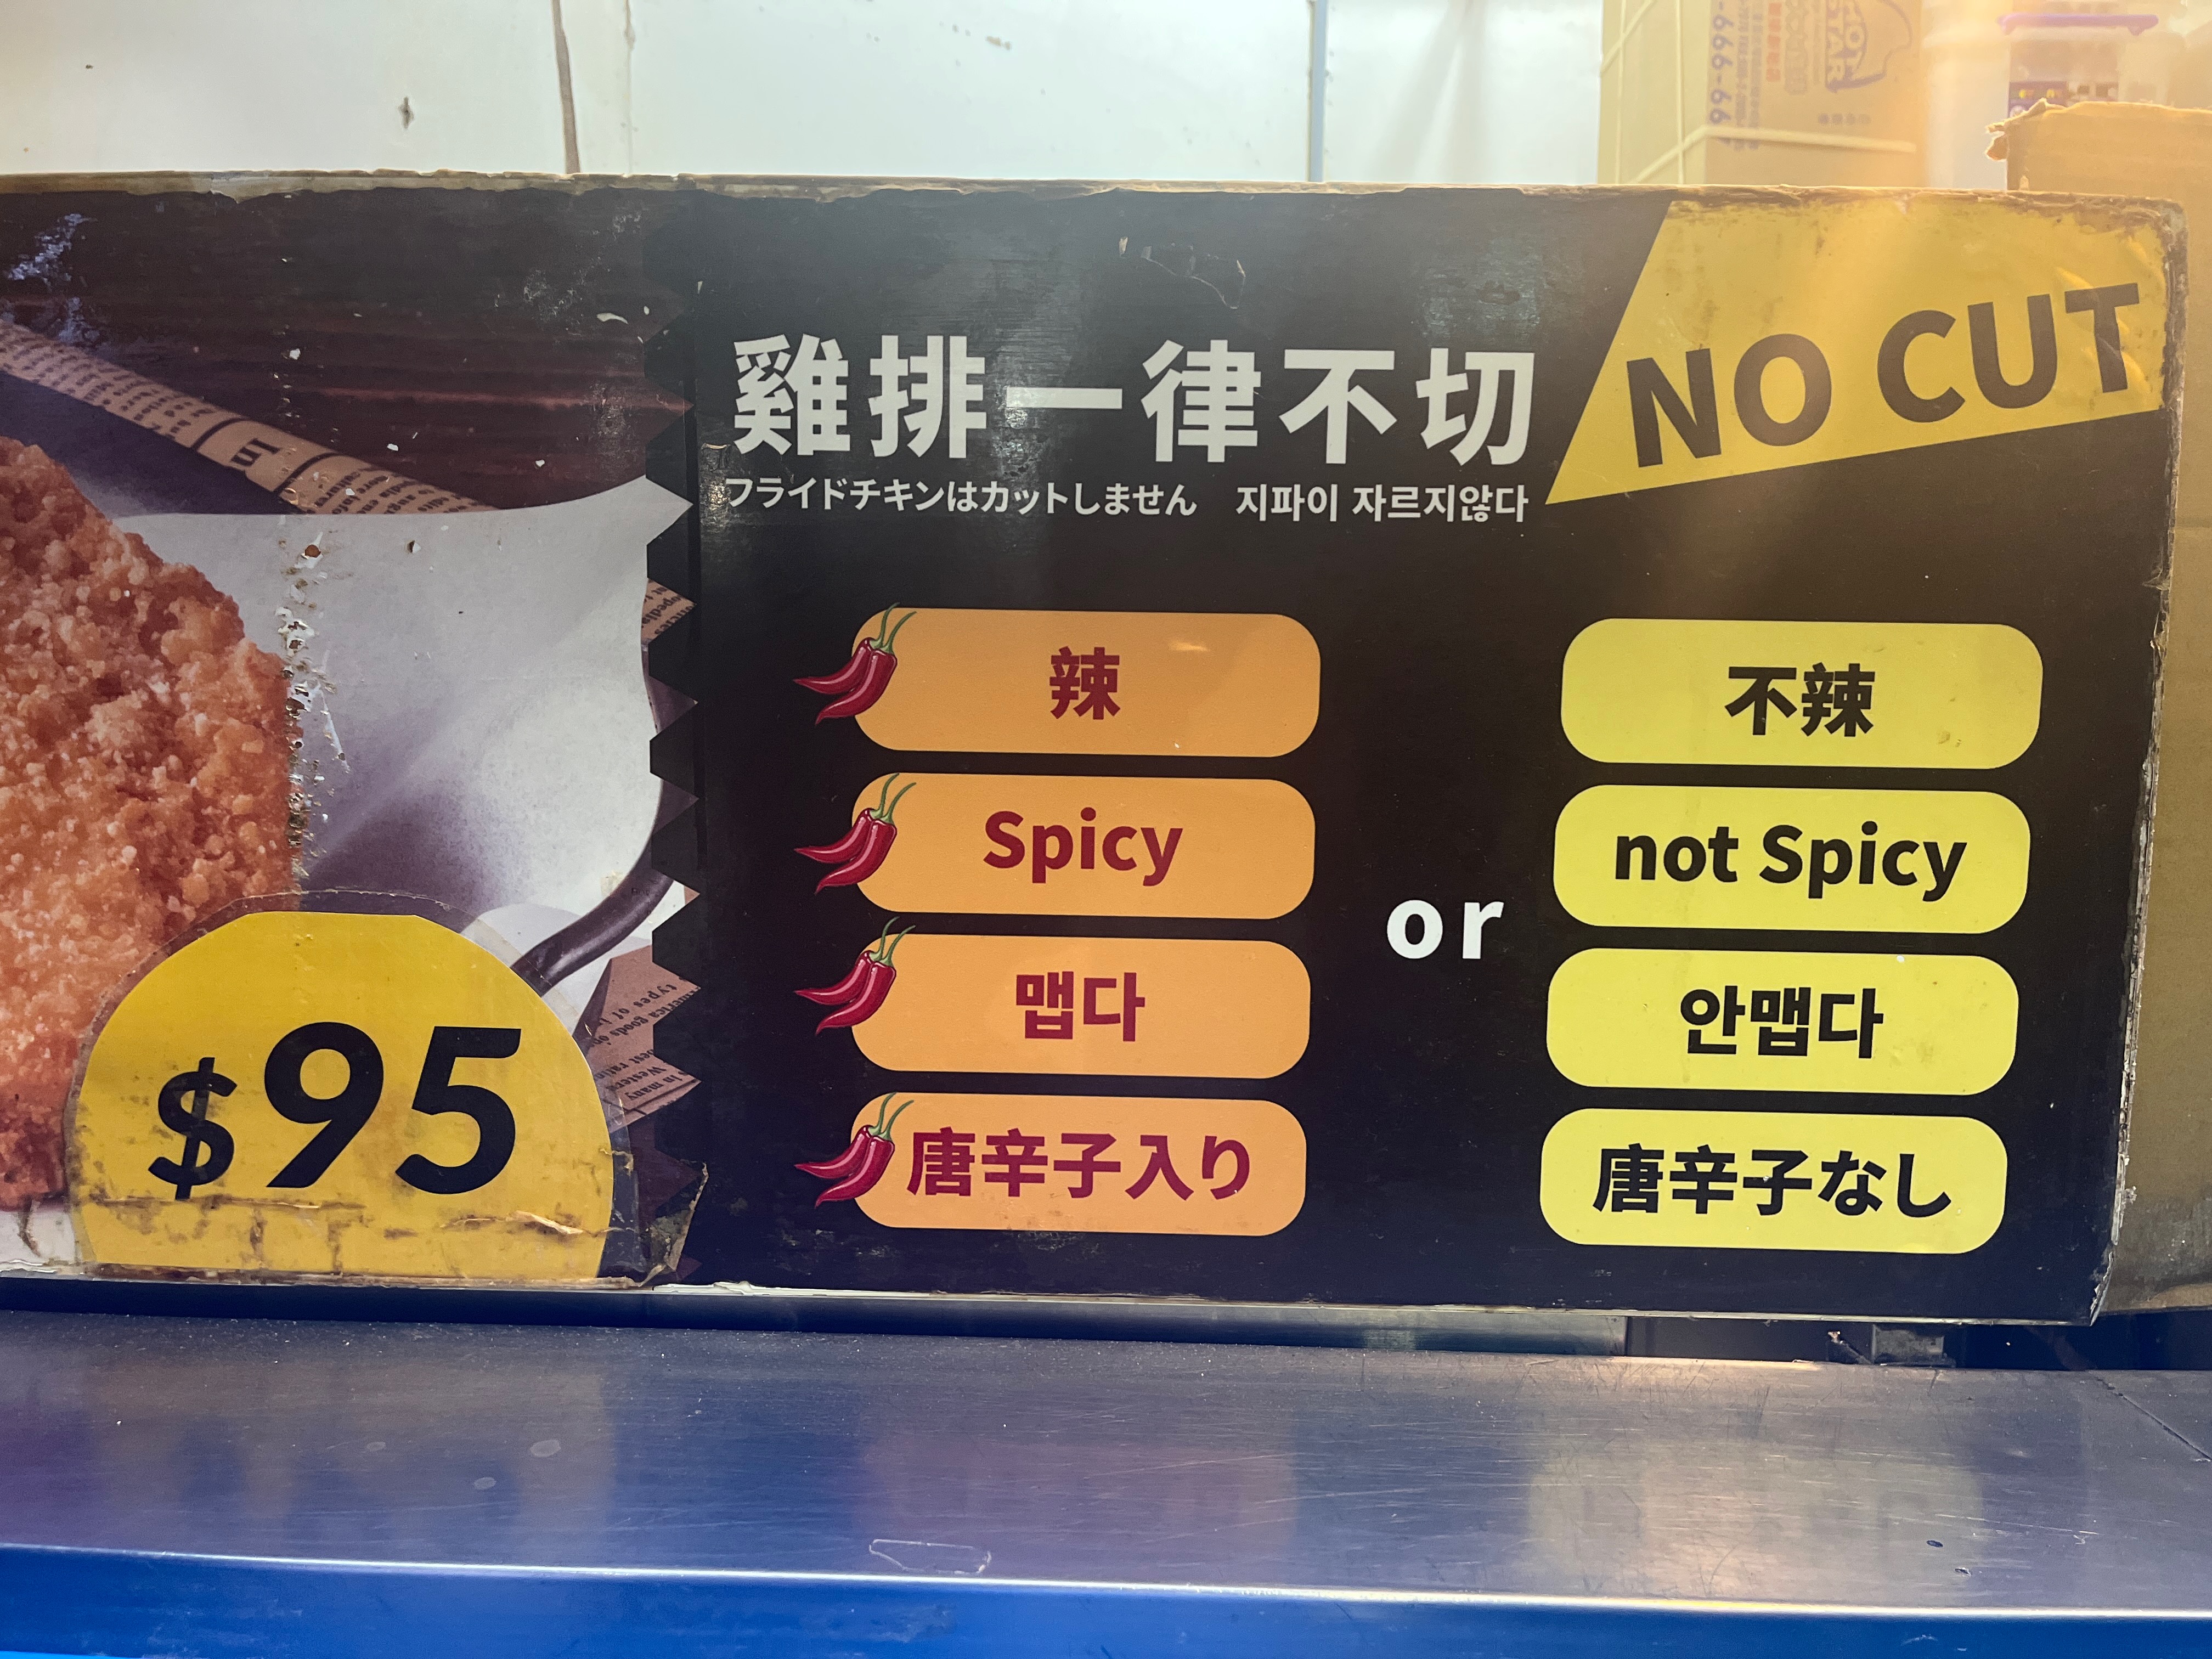 雞排一律不切
NO CUT
フライドチキンはカットしません 지파이 자르지않다
辣
Spicy
맵다
唐辛子入り
or
不辣
not Spicy
안맵다
唐辛子なし
$95